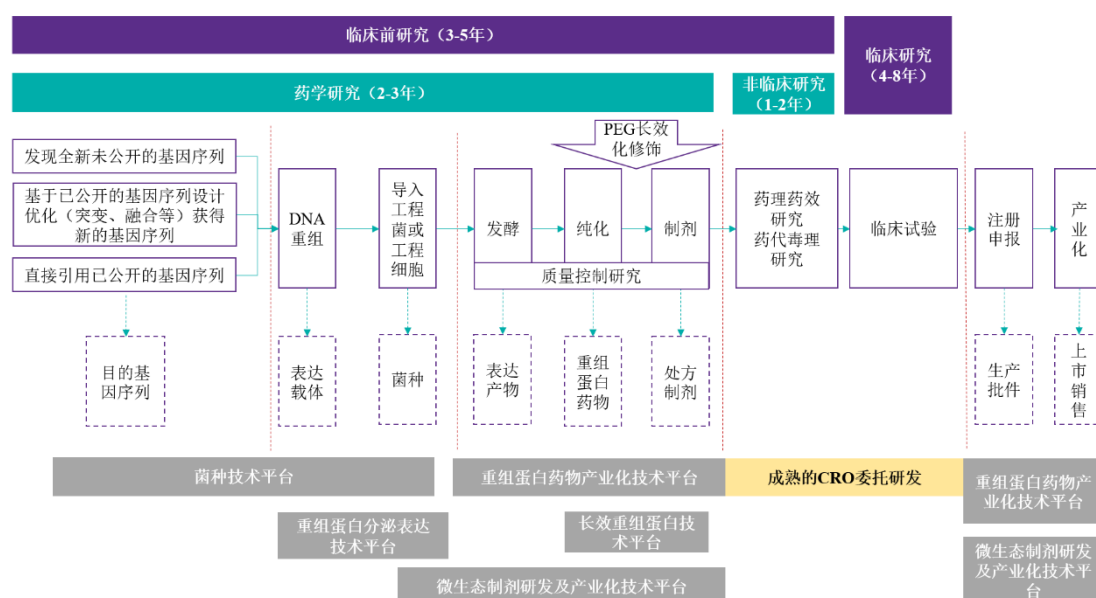 临床前研究（3-5年）
临床研究
（4-8年）
药学研究（2-3年）
非临床研究
（1-2年）
PEG长效
化修饰
发现全新未公开的基因序列
基于已公开的基因序列设计
优化（突变、融合等）获得
新的基因序列
直接引用已公开的基因序列
DNA
重组
导入
工程
菌或
工程
细胞
发酵
纯化
制剂
质量控制研究
药理药效
研究
药代毒理
研究
临床试验
注册
申报
产
业
化
目的基
因序列
表达
载体
菌种
表达
产物
重组
蛋白
药物
处方
制剂
生产
批件
上
市
销
售
菌种技术平台
重组蛋白药物产业化技术平台
成熟的CRO委托研发
重组蛋白药物产
业化技术平台
重组蛋白分泌表达
技术平台
长效重组蛋白技
术平台
微生态制剂研发及产业化技术平台
微生态制剂研发
及产业化技术平
台